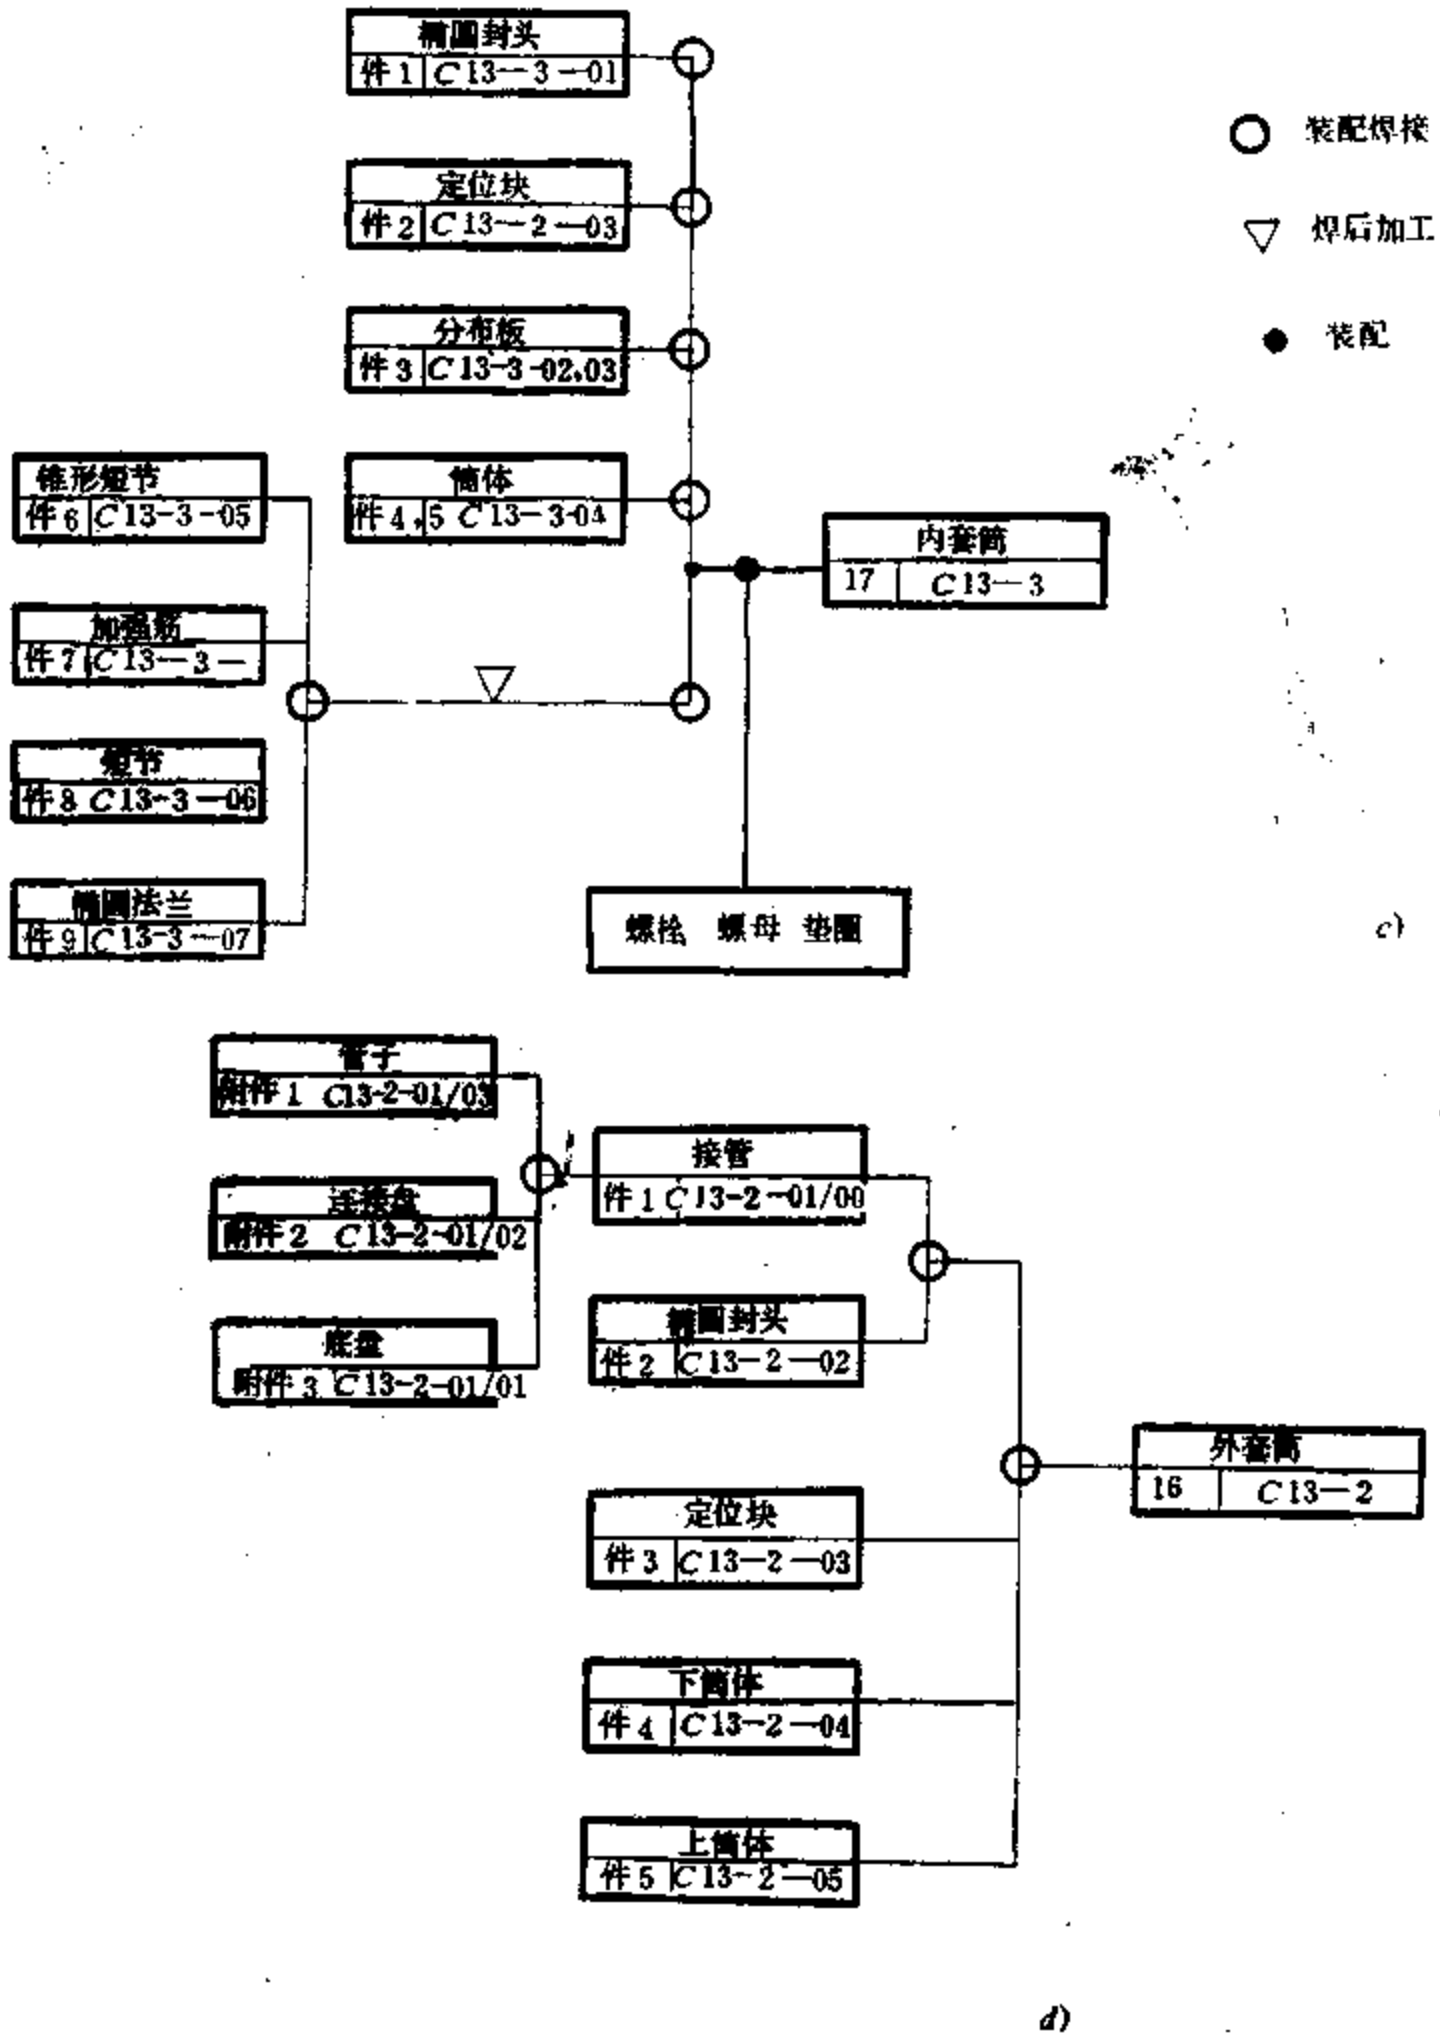 椭圆封头
件1 C13—3—01
装配焊接
定位块
件2 C13—2—03
焊后加工
分布板
件3 C13-3-02,03
装配
锥形短节
件6 C13-3-05
筒体
件4,5 C13-3-04
内套筒
17 C13—3
加强筋
件7 C13—3—
短节
件8 C13-3—06
椭圆法兰
件9 C13-3—07
螺栓 螺母 垫圈
c)
管子
附件1 C13-2-01/03
接管
件1 C13-2-01/00
连接盘
附件2 C13-2-01/02
椭圆封头
件2 C13-2—02
底盘
附件3 C13-2-01/01
外套筒
16 C13—2
定位块
件3 C13—2—03
下筒体
件4 C13-2—04
上筒体
件5 C13-2—05
d)